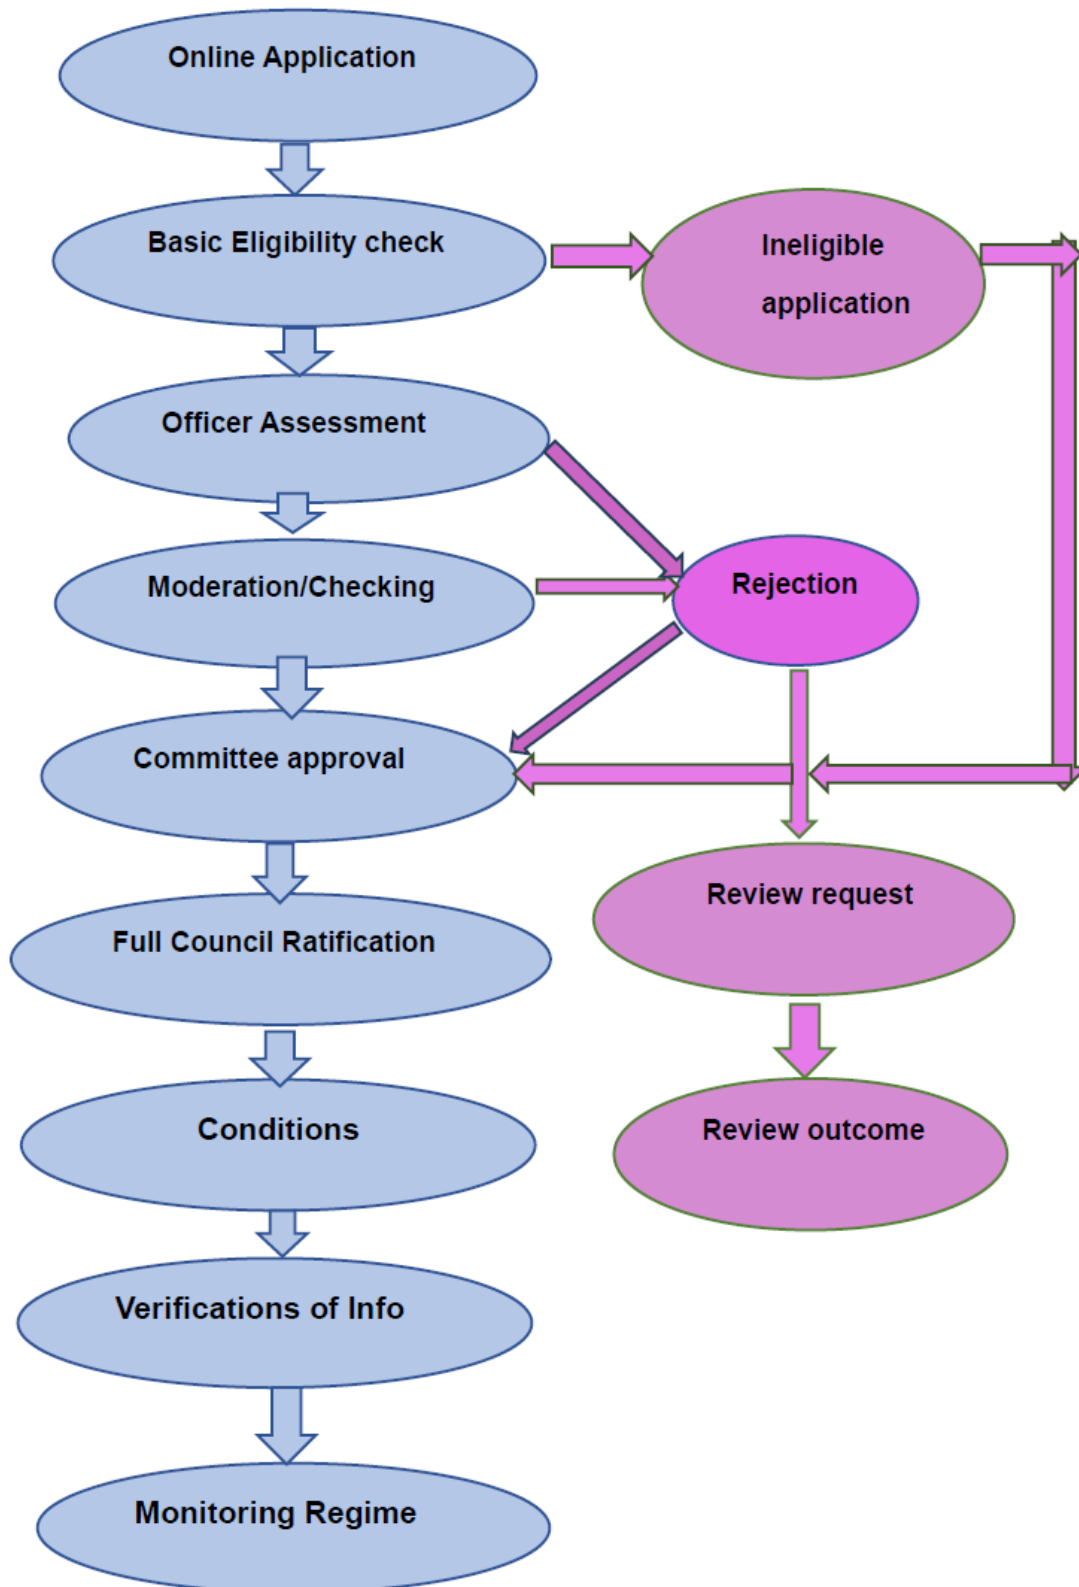 Online Application
Basic Eligibility check
Ineligible
application
Officer Assessment
Moderation/Checking
Rejection
Committee approval
Review request
Full Council Ratification
Conditions
Review outcome
Verifications of Info
Monitoring Regime